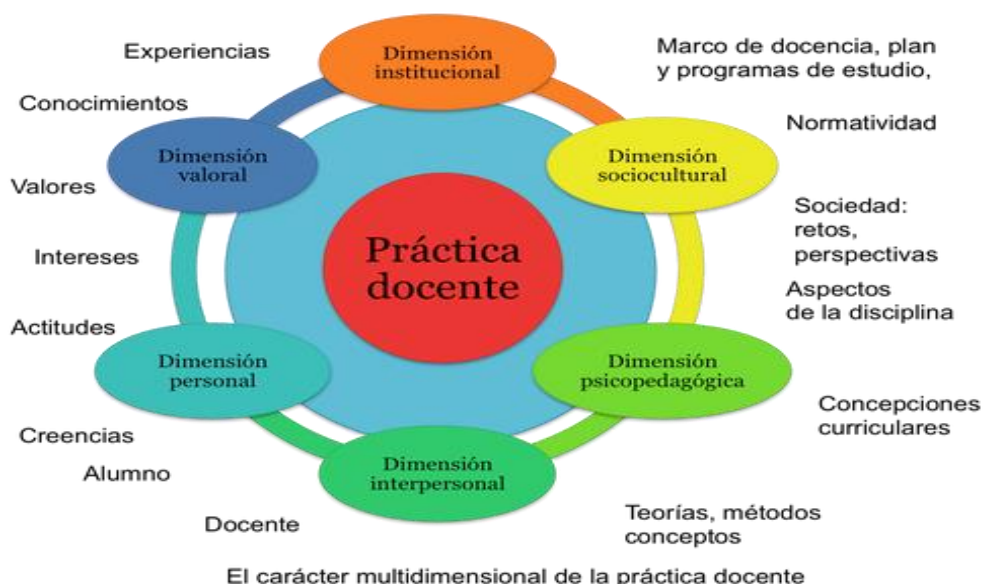 Experiencias
Dimensión
institucional
Marco de docencia, plan
y programas de estudio,
Conocimientos
Normatividad
Dimensión
valoral
Dimensión
sociocultural
Valores
Sociedad:
retos,
perspectivas
Intereses
Práctica
docente
Aspectos
de la disciplina
Actitudes
Dimensión
personal
Dimensión
psicopedagógica
Concepciones
curriculares
Creencias
Alumno
Dimensión
interpersonal
Docente
Teorías, métodos
conceptos
El carácter multidimensional de la práctica docente